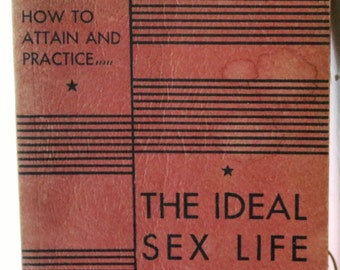 HOW TO
ATTAIN AND
PRACTICE,,,,,
THE IDEAL
SEX LIFE